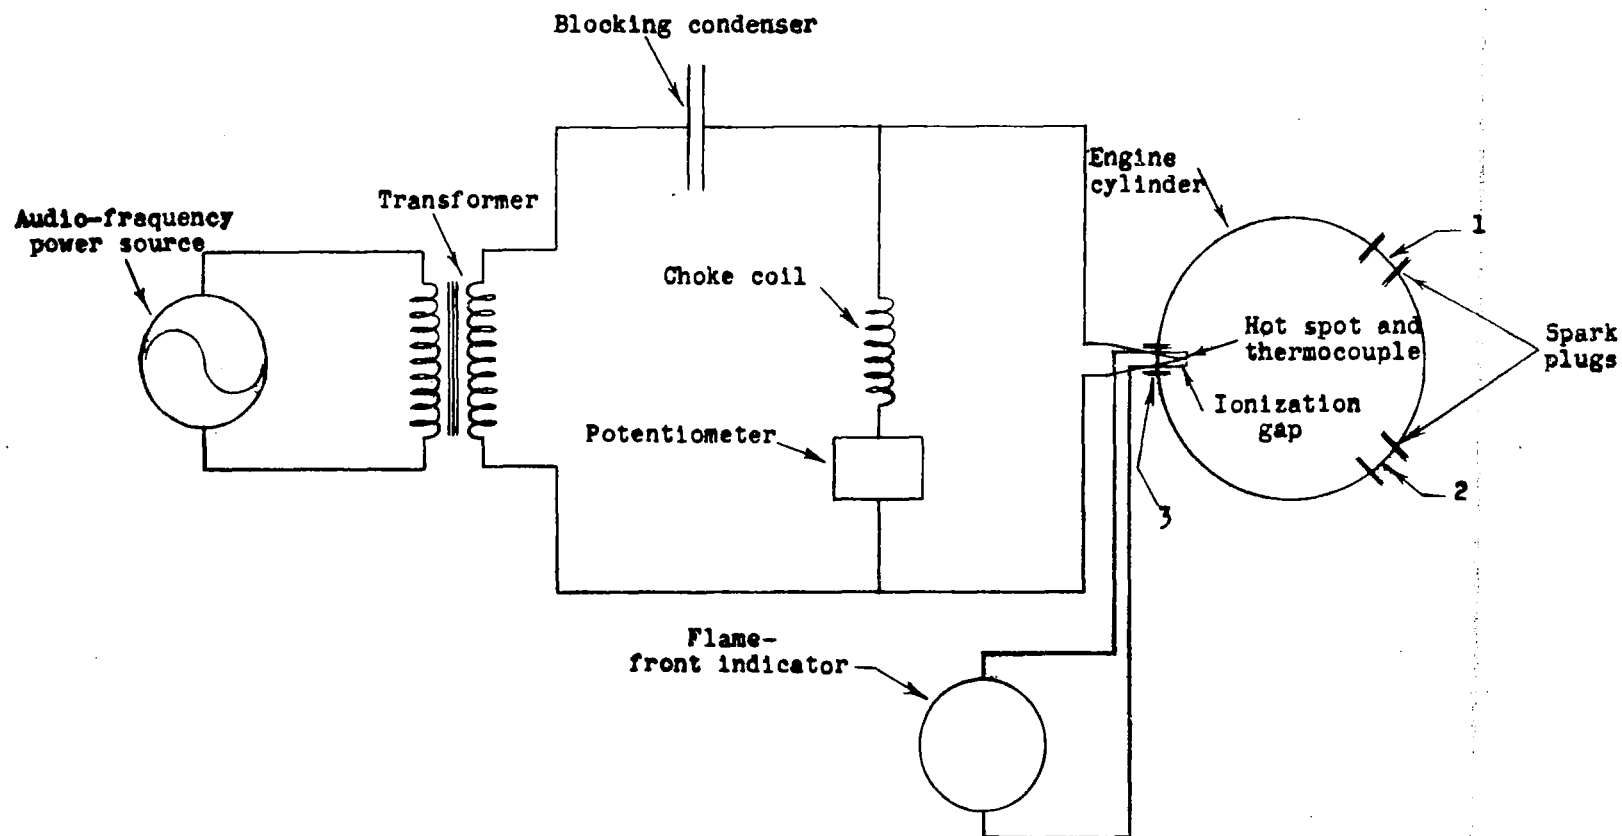 Blocking condenser
Transformer
Audio-frequency
power source
Engine
cylinder
1
Choke coil
Hot spot and
thermocouple
Spark
plugs
Ionization
gap
Potentiometer
2
3
Flame-
front indicator